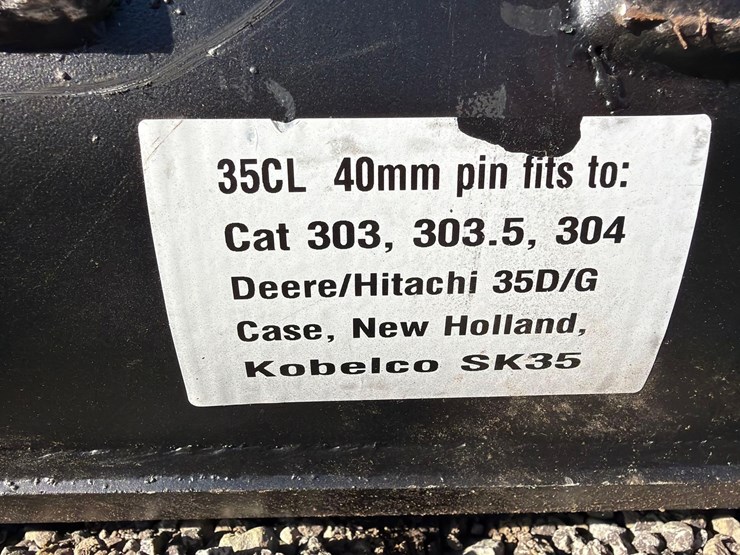 35CL 40mm pin fits to:
Cat 303, 303.5, 304
Deere/Hitachi 35D/G
Case, New Holland,
Kobelco SK35